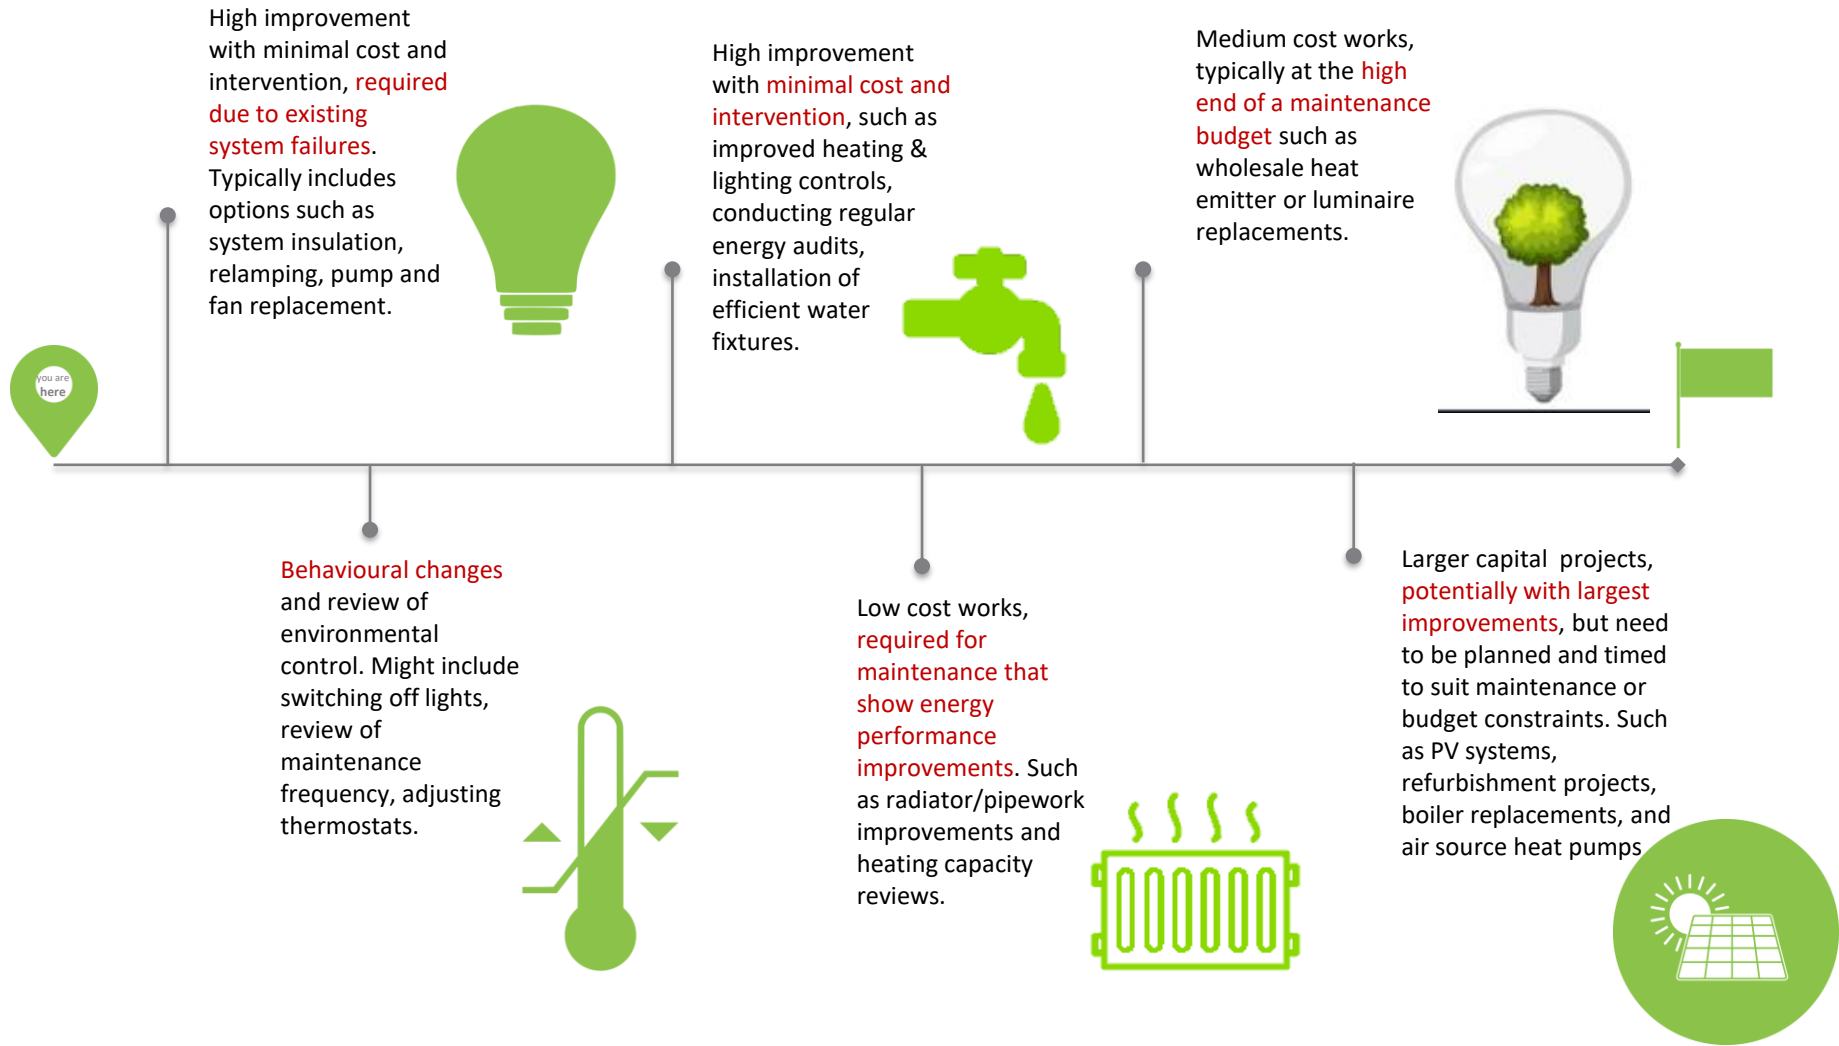 High improvement
with minimal cost and
intervention, required
due to existing
system failures.
Typically includes
options such as
system insulation,
relamping, pump and
fan replacement.
High improvement
with minimal cost and
intervention, such as
improved heating &
lighting controls,
conducting regular
energy audits,
installation of
efficient water
fixtures.
Medium cost works,
typically at the high
end of a maintenance
budget such as
wholesale heat
emitter or luminaire
replacements.
you are
here
Behavioural changes
and review of
environmental
control. Might include
switching off lights,
review of
maintenance
frequency, adjusting
thermostats.
Low cost works,
required for
maintenance that
show energy
performance
improvements. Such
as radiator/pipework
improvements and
heating capacity
reviews.
Larger capital projects,
potentially with largest
improvements, but need
to be planned and timed
to suit maintenance or
budget constraints. Such
as PV systems,
refurbishment projects,
boiler replacements, and
air source heat pumps